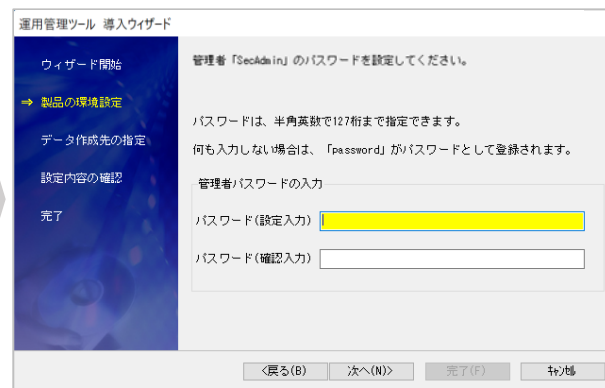 運用管理ツール 導入ウィザード
ウィザード開始
⇒ 製品の環境設定
データ作成先の指定
設定内容の確認
完了
管理者「SecAdmin」のパスワードを設定してください。
パスワードは、半角英数で127桁まで指定できます。
何も入力しない場合は、「password」がパスワードとして登録されます。
管理者パスワードの入力
パスワード(設定入力)
パスワード(確認入力)
<戻る(B)
次へ(N)>
完了(F)
ｷｬﾝｾﾙ